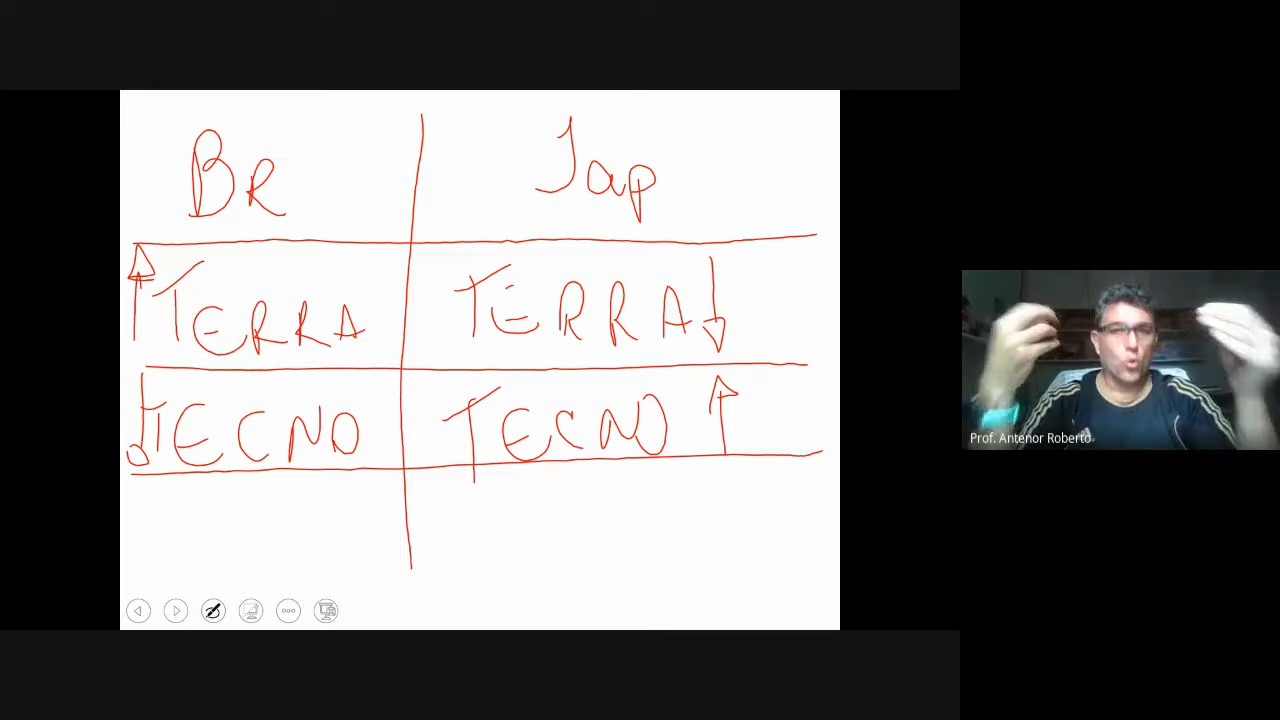 BR Jap
↑TERRA TERRA↓
↓TECNO TECNO↑
Prof. Antenor Roberto